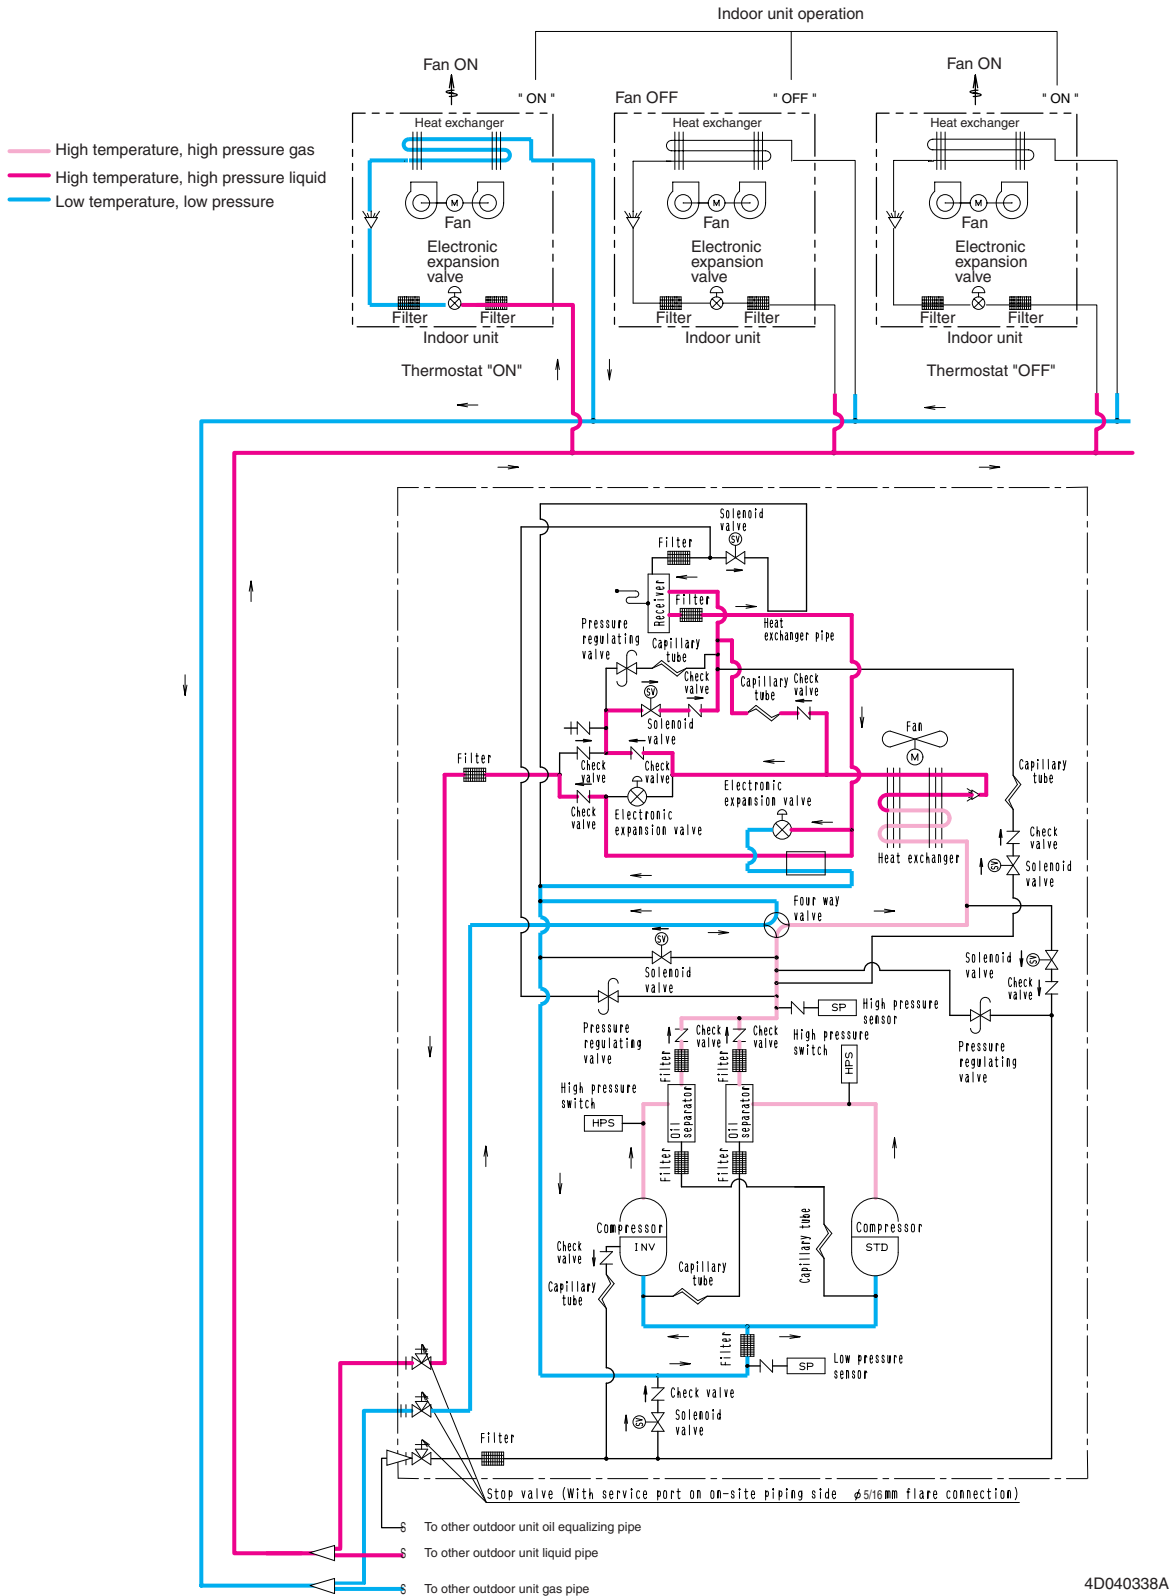 Indoor unit operation
Fan ON
" ON "
Fan OFF
" OFF "
Fan ON
" ON "
Heat exchanger
Heat exchanger
Heat exchanger
High temperature, high pressure gas
High temperature, high pressure liquid
Low temperature, low pressure
M
M
M
Fan
Fan
Fan
Electronic
expansion
valve
Electronic
expansion
valve
Electronic
expansion
valve
Filter
Filter
Filter
Filter
Filter
Filter
Indoor unit
Indoor unit
Indoor unit
Thermostat "ON"
Thermostat "OFF"
Solenoid
valve
SV
Filter
Receiver
Filter
Heat
exchanger pipe
Pressure
regulating
valve
Capillary
tube
Check
valve
SV
Capillary
tube
Check
valve
Solenoid
valve
Fan
M
Filter
Check
valve
Check
valve
Capillary
tube
Electronic
expansion valve
Check
valve
Electronic
expansion valve
Check
valve
Heat exchanger
SV
Solenoid
valve
Four way
valve
SV
Solenoid
valve
Solenoid
valve
SV
Check
valve
SP
High pressure
sensor
Pressure
regulating
valve
Check
valve
Check
valve
High pressure
switch
Pressure
regulating
valve
Filter
Filter
HPS
High pressure
switch
HPS
Oil
separator
Oil
separator
Filter
Filter
Compressor
INV
Compressor
STD
Check
valve
Capillary
tube
Capillary
tube
Capillary tube
Filter
SP
Low pressure
sensor
Check valve
SV
Solenoid
valve
Filter
Stop valve (With service port on on-site piping side ϕ5/16mm flare connection)
To other outdoor unit oil equalizing pipe
To other outdoor unit liquid pipe
To other outdoor unit gas pipe
4D040338A